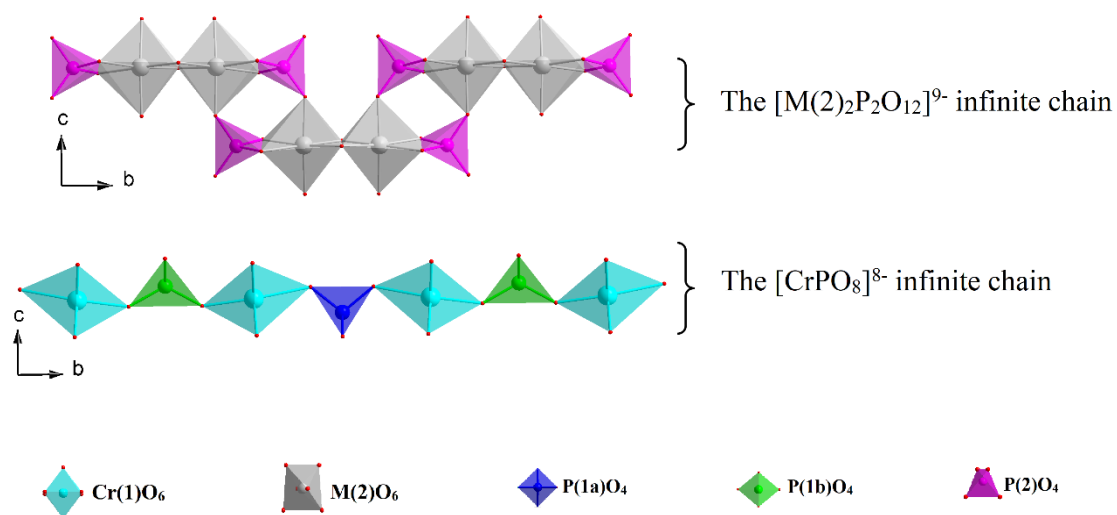 c
b
The [M(2)₂P₂O₁₂]⁹⁻ infinite chain
c
b
The [CrPO₈]⁸⁻ infinite chain
Cr(1)O₆
M(2)O₆
P(1a)O₄
P(1b)O₄
P(2)O₄